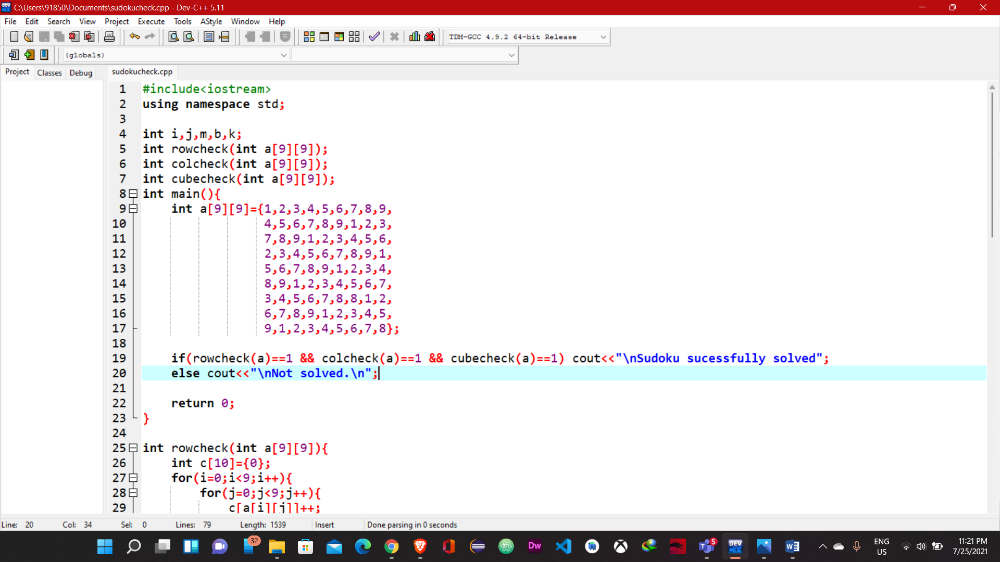 C:\Users\91850\Documents\sudokucheck.cpp - Dev-C++ 5.11
File Edit Search View Project Execute Tools AStyle Window Help
TDM-GCC 4.9.2 64-bit Release
(globals)
Project Classes Debug
sudokucheck.cpp
1 #include<iostream>
2 using namespace std;
3
4 int i,j,m,b,k;
5 int rowcheck(int a[9][9]);
6 int colcheck(int a[9][9]);
7 int cubecheck(int a[9][9]);
8 int main(){
9 int a[9][9]={1,2,3,4,5,6,7,8,9,
10 4,5,6,7,8,9,1,2,3,
11 7,8,9,1,2,3,4,5,6,
12 2,3,4,5,6,7,8,9,1,
13 5,6,7,8,9,1,2,3,4,
14 8,9,1,2,3,4,5,6,7,
15 3,4,5,6,7,8,8,1,2,
16 6,7,8,9,1,2,3,4,5,
17 9,1,2,3,4,5,6,7,8};
18
19 if(rowcheck(a)==1 && colcheck(a)==1 && cubecheck(a)==1) cout<<"\nSudoku sucessfully solved";
20 else cout<<"\nNot solved.\n";
21
22 return 0;
23 }
24
25 int rowcheck(int a[9][9]){
26 int c[10]={0};
27 for(i=0;i<9;i++){
28 for(j=0;j<9;j++){
29 c[a[i][j]]++;
Line: 20 Col: 34 Sel: 0 Lines: 79 Length: 1539 Insert Done parsing in 0 seconds
32
Dw
5
DEV
ENG
US
11:21 PM
7/25/2021